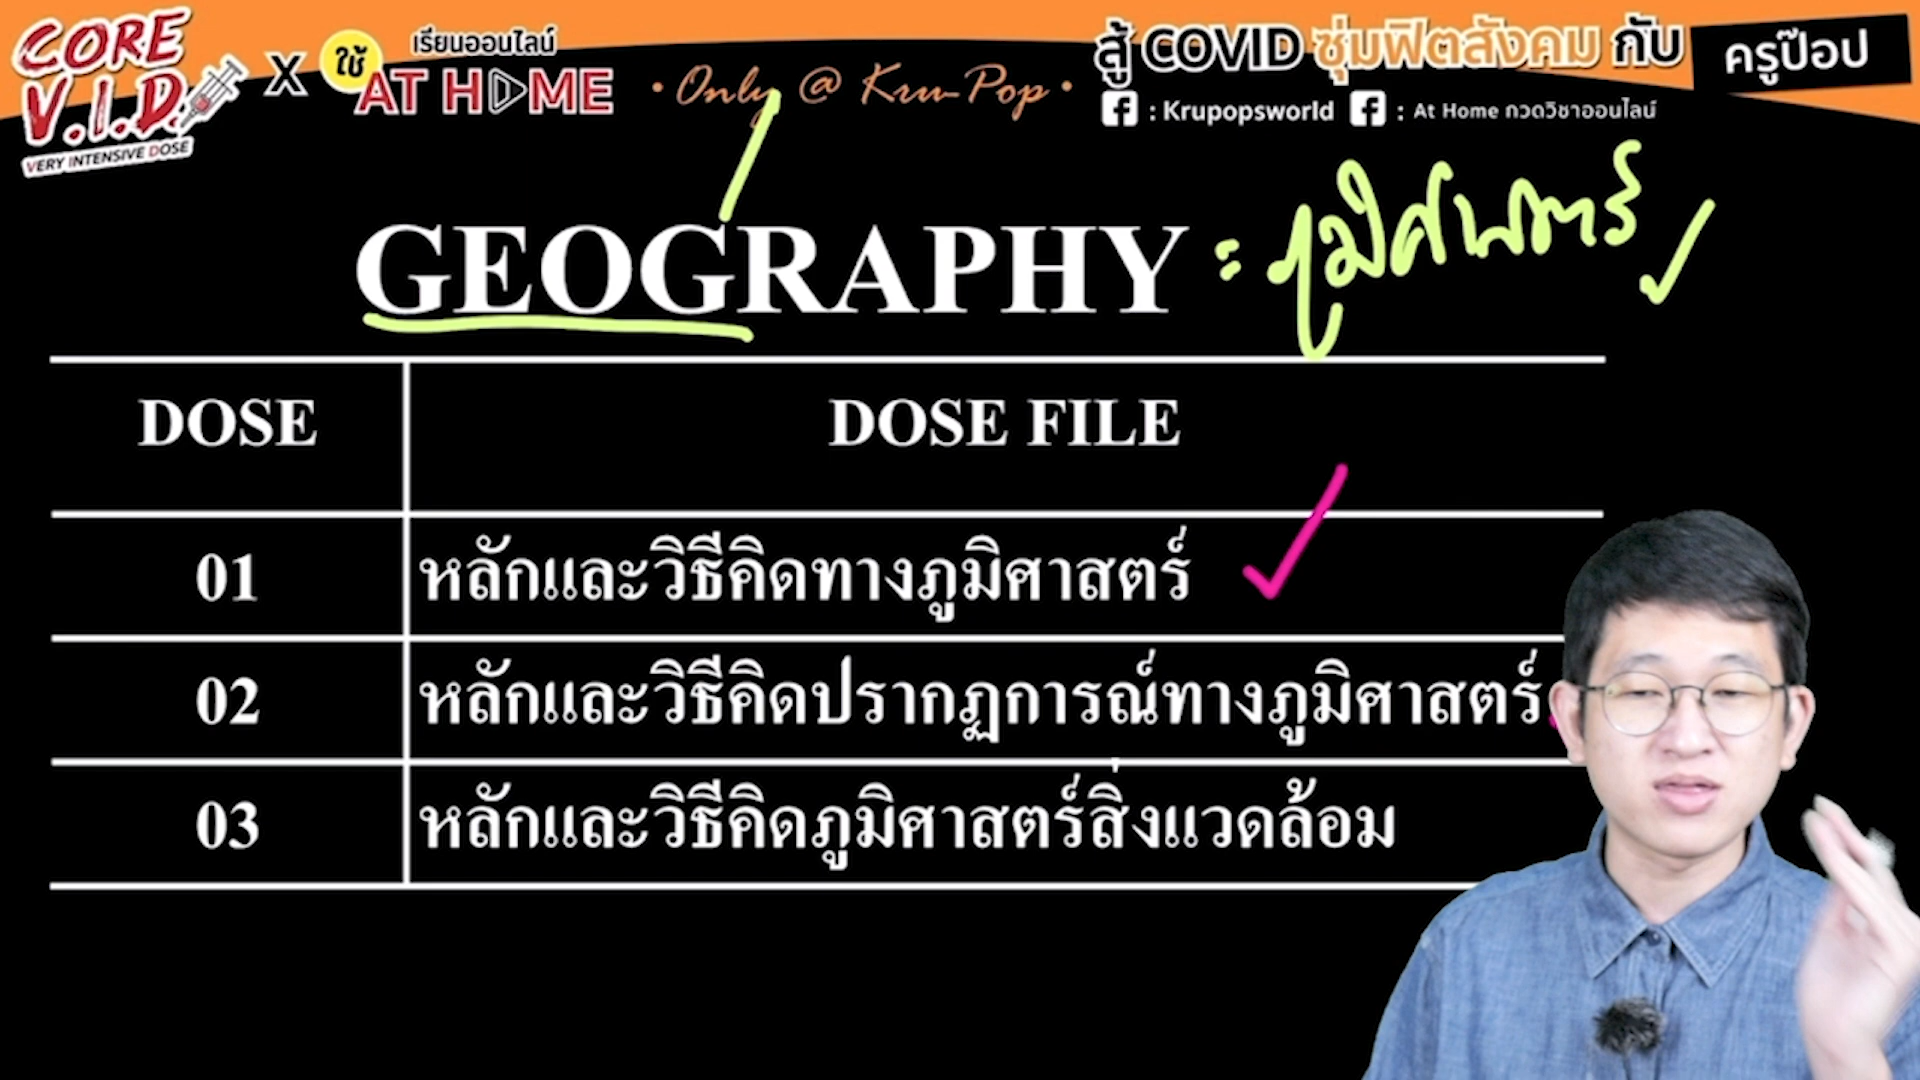 CORE V.I.D.
VERY INTENSIVE DOSE
X
ใช้
เรียนออนไลน์
AT HOME
• Only @ Kru-Pop •
สู้ COVID ซุ่มฟิตสังคม กับ ครูป๊อป
: Krupopsworld : At Home กวดวิชาออนไลน์
GEOGRAPHY = ภูมิศาสตร์
DOSE DOSE FILE
01 หลักและวิธีคิดทางภูมิศาสตร์
02 หลักและวิธีคิดปรากฏการณ์ทางภูมิศาสตร์
03 หลักและวิธีคิดภูมิศาสตร์สิ่งแวดล้อม